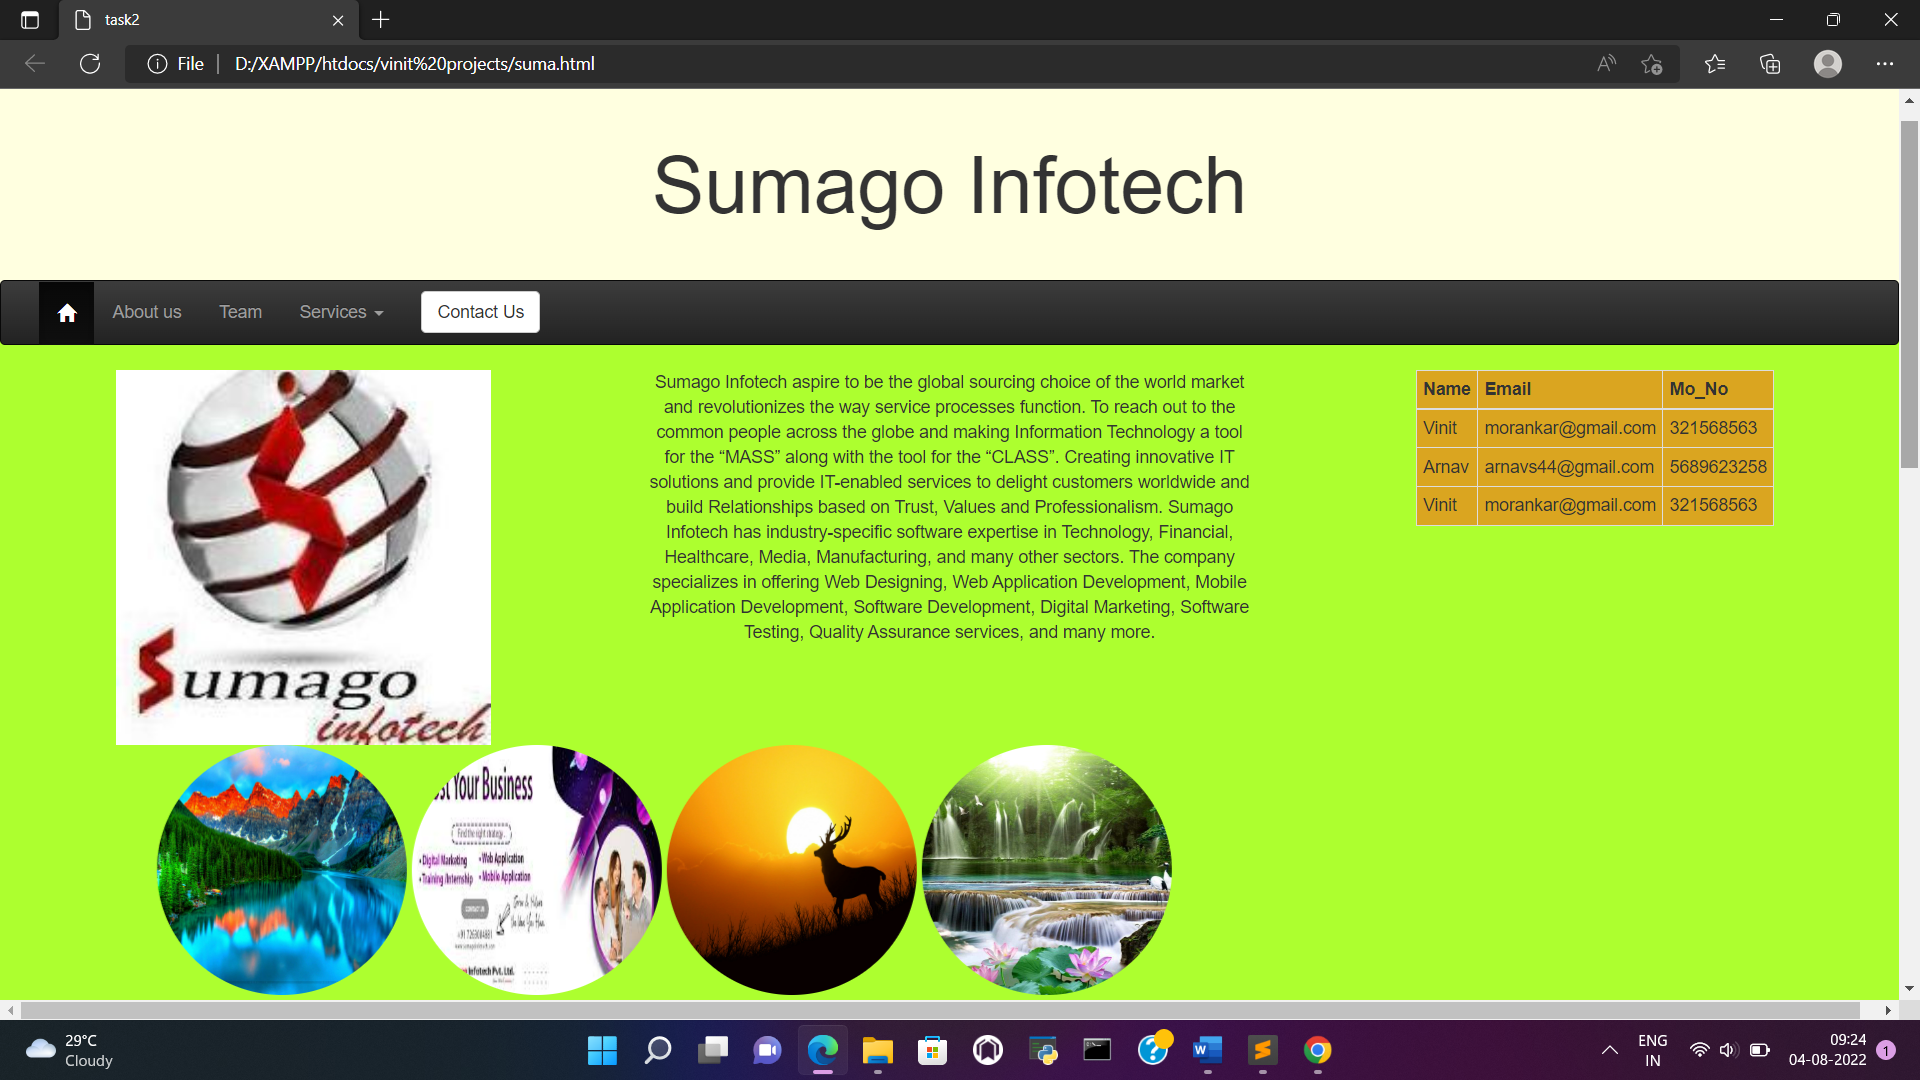 task2
File
D:/XAMPP/htdocs/vinit%20projects/suma.html
Sumago Infotech
About us Team Services Contact Us
Sumago
infotech
Sumago Infotech aspire to be the global sourcing choice of the world market
and revolutionizes the way service processes function. To reach out to the
common people across the globe and making Information Technology a tool
for the “MASS” along with the tool for the “CLASS”. Creating innovative IT
solutions and provide IT-enabled services to delight customers worldwide and
build Relationships based on Trust, Values and Professionalism. Sumago
Infotech has industry-specific software expertise in Technology, Financial,
Healthcare, Media, Manufacturing, and many other sectors. The company
specializes in offering Web Designing, Web Application Development, Mobile
Application Development, Software Development, Digital Marketing, Software
Testing, Quality Assurance services, and many more.
Name Email Mo_No
Vinit morankar@gmail.com 321568563
Arnav arnavs44@gmail.com 5689623258
Vinit morankar@gmail.com 321568563
Your Business
Find the right strategy
•Digital Marketing •Web Application
•Training /Internship •Mobile Application
CONTACT US
Infotech Pvt. Ltd.
29°C
Cloudy
ENG
IN
09:24
04-08-2022
1